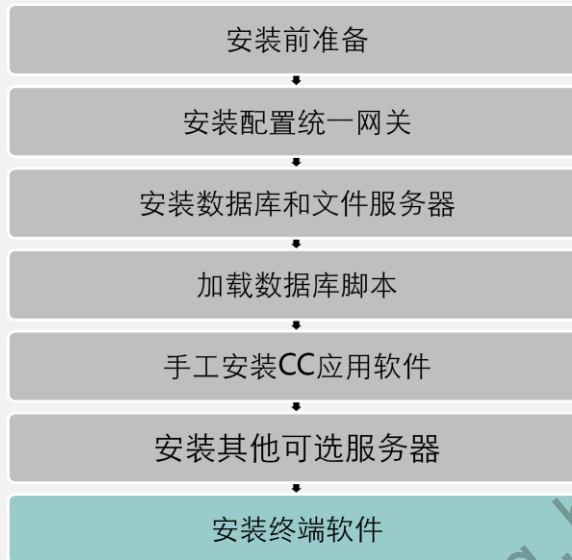 安装前准备
安装配置统一网关
安装数据库和文件服务器
加载数据库脚本
手工安装CC应用软件
安装其他可选服务器
安装终端软件